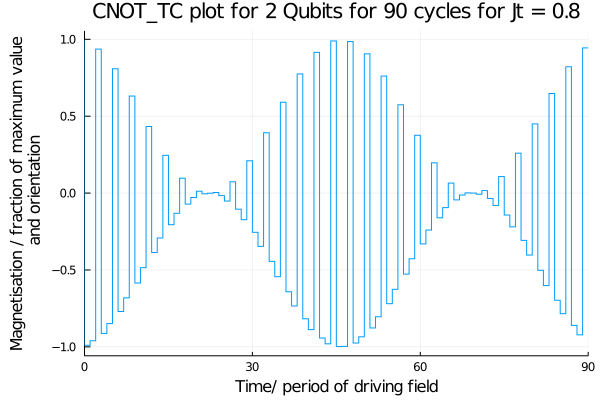 CNOT_TC plot for 2 Qubits for 90 cycles for Jt = 0.8
Magnetisation / fraction of maximum value
and orientation
1.0
0.5
0.0
−0.5
−1.0
0
30
60
90
Time/ period of driving field